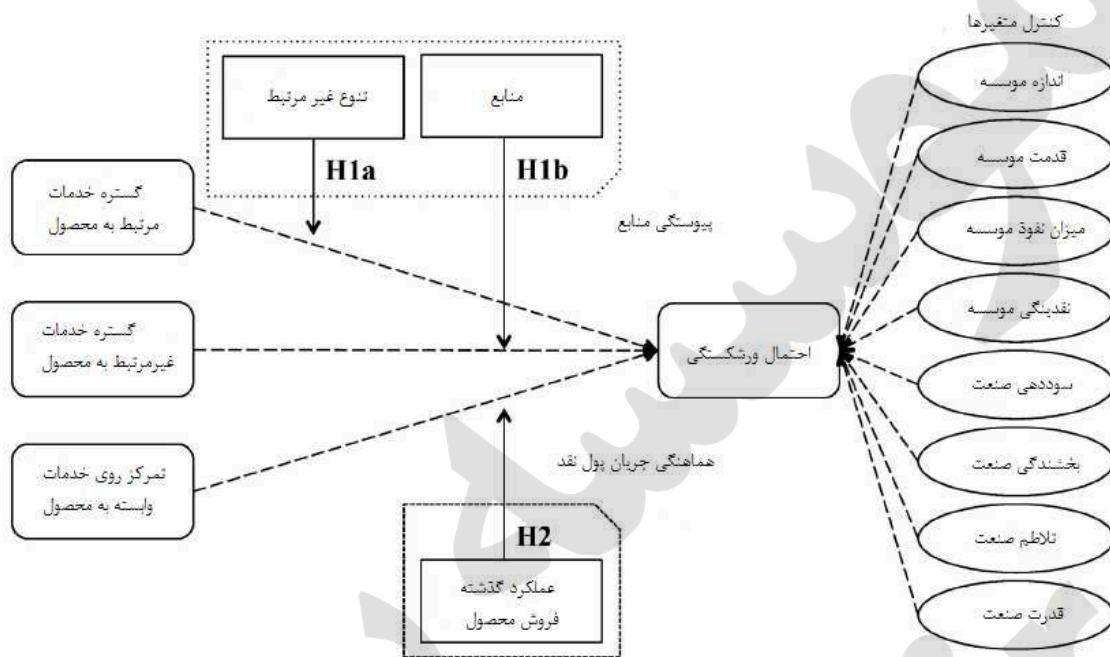 کنترل متغیرها
تنوع غیر مرتبط
منابع
H1a
H1b
پیوستگی منابع
گستره خدمات
مرتبط به محصول
گستره خدمات
غیرمرتبط به محصول
تمرکز روی خدمات
وابسته به محصول
احتمال ورشکستگی
هماهنگی جریان پول نقد
H2
عملکرد گذشته
فروش محصول
اندازه موسسه
قدمت موسسه
میزان نفوذ موسسه
نقدینگی موسسه
سوددهی صنعت
بخشندگی صنعت
تلاطم صنعت
قدرت صنعت